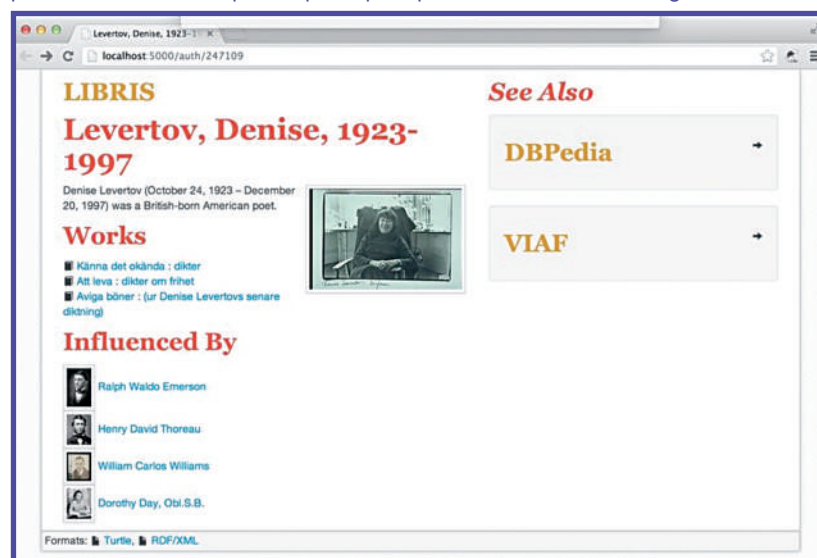 Levertov, Denise, 1923-1
localhost:5000/auth/247109
LIBRIS
Levertov, Denise, 1923-
1997
Denise Levertov (October 24, 1923 – December
20, 1997) was a British-born American poet.
Works
Känna det okända : dikter
Att leva : dikter om frihet
Aviga böner : (ur Denise Levertovs senare
diktning)
Influenced By
Ralph Waldo Emerson
Henry David Thoreau
William Carlos Williams
Dorothy Day, Obl.S.B.
Formats: Turtle, RDF/XML
See Also
DBPedia
VIAF